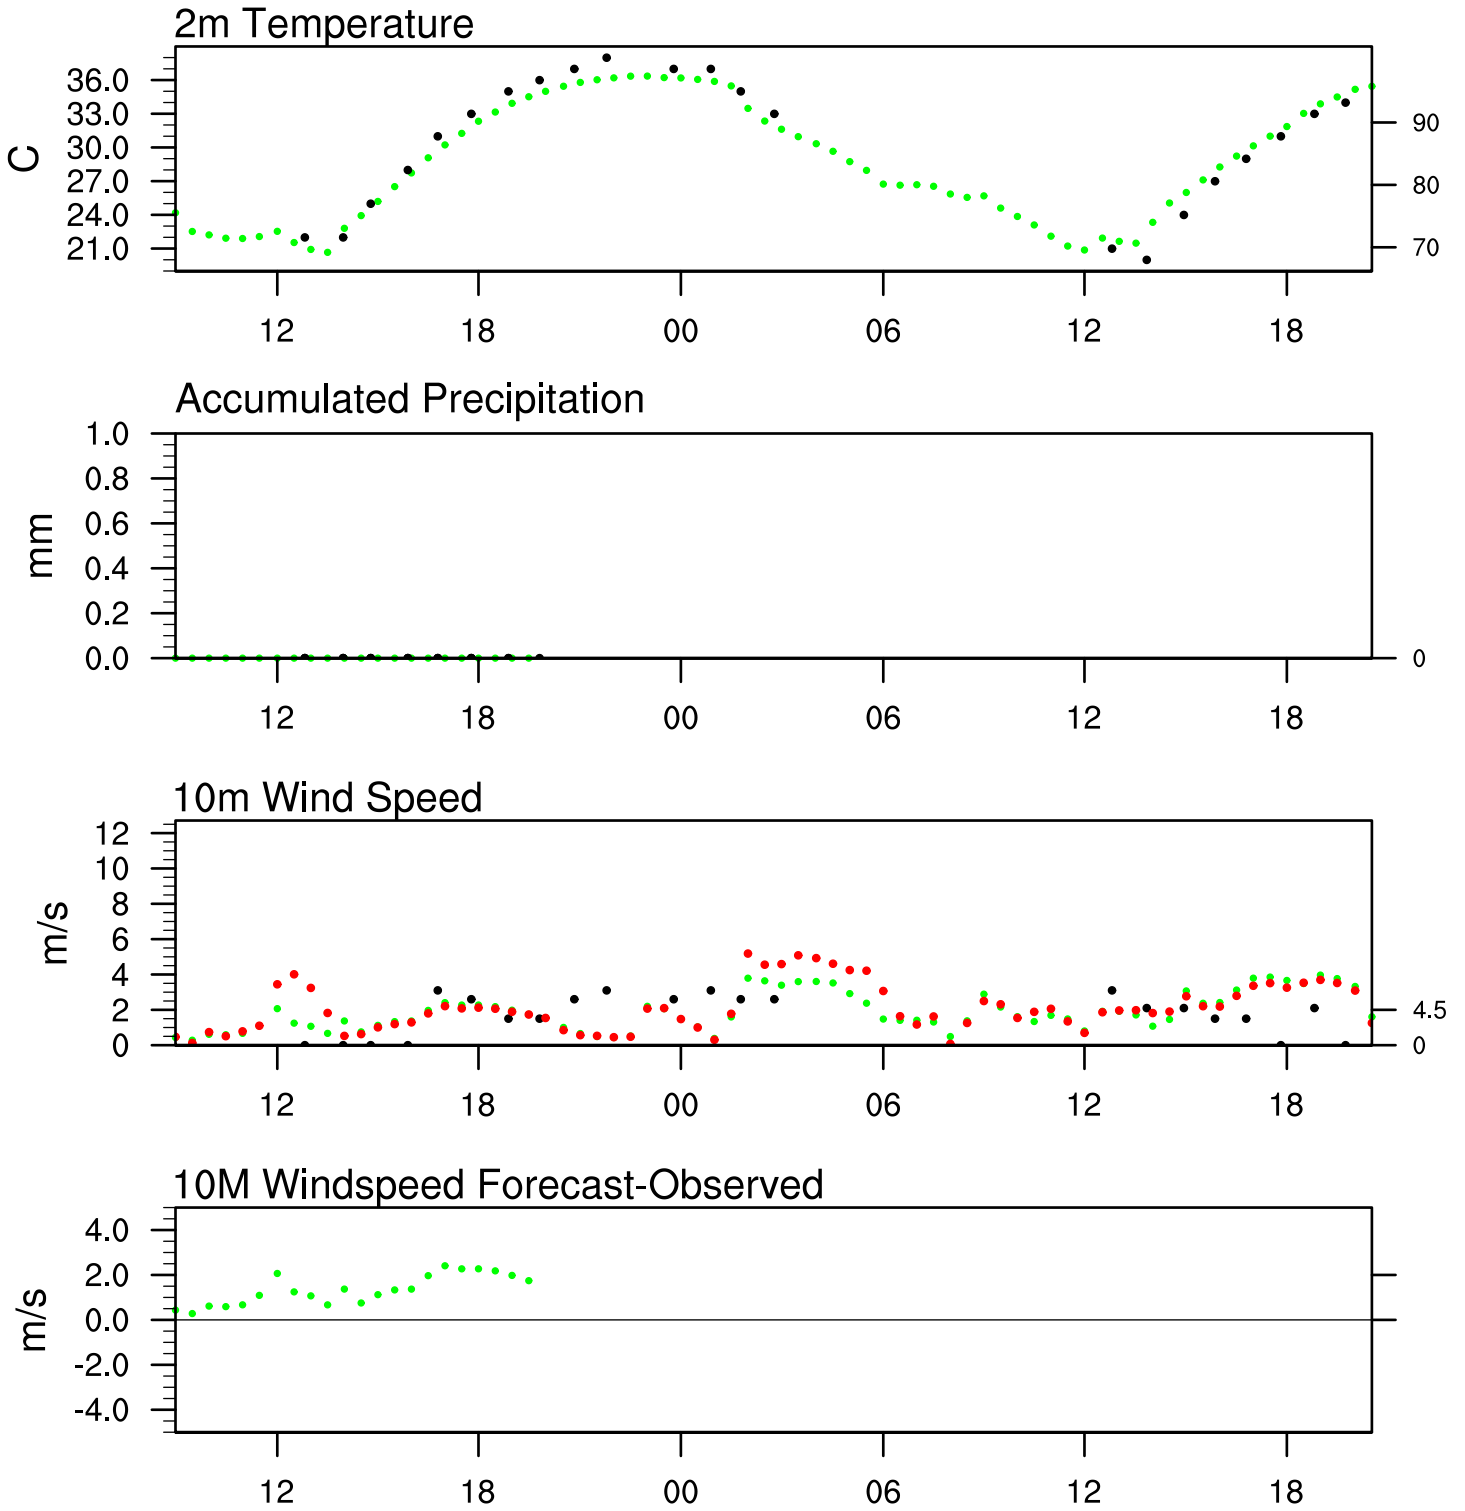 2m Temperature
C
36.0
33.0
30.0
27.0
24.0
21.0
90
80
70
12 18 00 06 12 18
Accumulated Precipitation
mm
1.0
0.8
0.6
0.4
0.2
0.0
0
12 18 00 06 12 18
10m Wind Speed
m/s
12
10
8
6
4
2
0
4.5
0
12 18 00 06 12 18
10M Windspeed Forecast-Observed
m/s
4.0
2.0
0.0
-2.0
-4.0
12 18 00 06 12 18